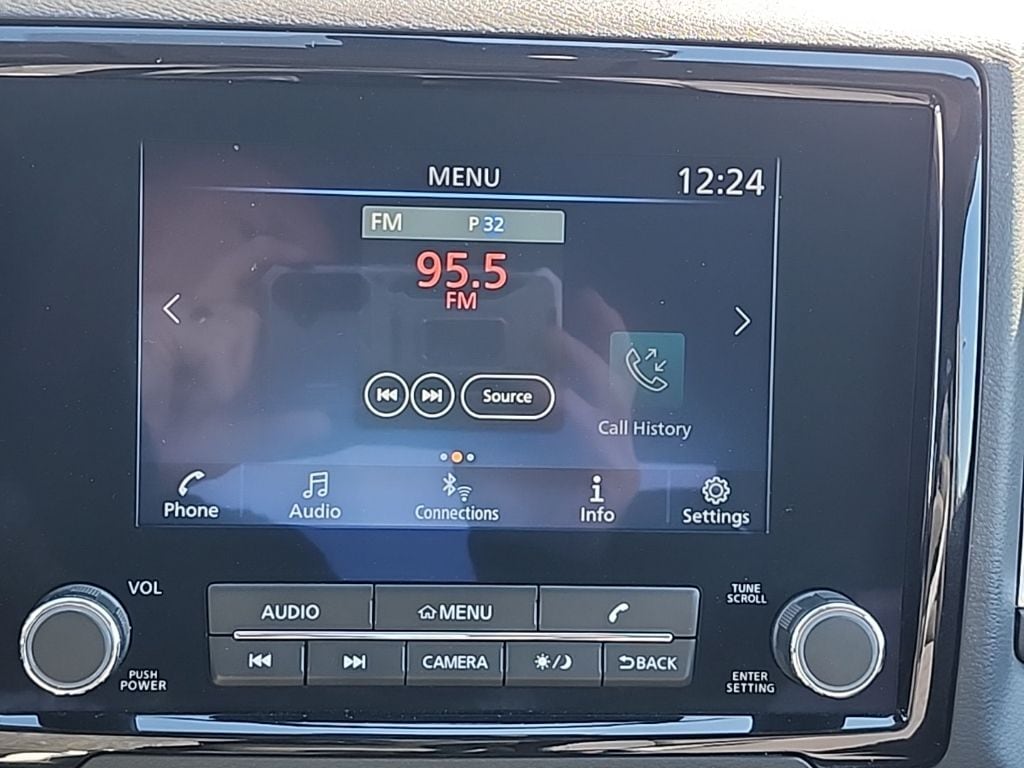 MENU 12:24
FM P 32
95.5
FM
Source
Call History
Phone Audio Connections Info Settings
VOL
TUNE
SCROLL
AUDIO MENU
CAMERA BACK
PUSH
POWER
ENTER
SETTING